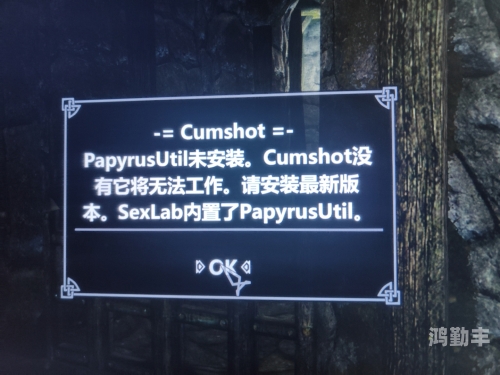 -= Cumshot =-
PapyrusUtil未安装。Cumshot没
有它将无法工作。请安装最新版
本。SexLab内置了PapyrusUtil。
OK
鸿勤丰